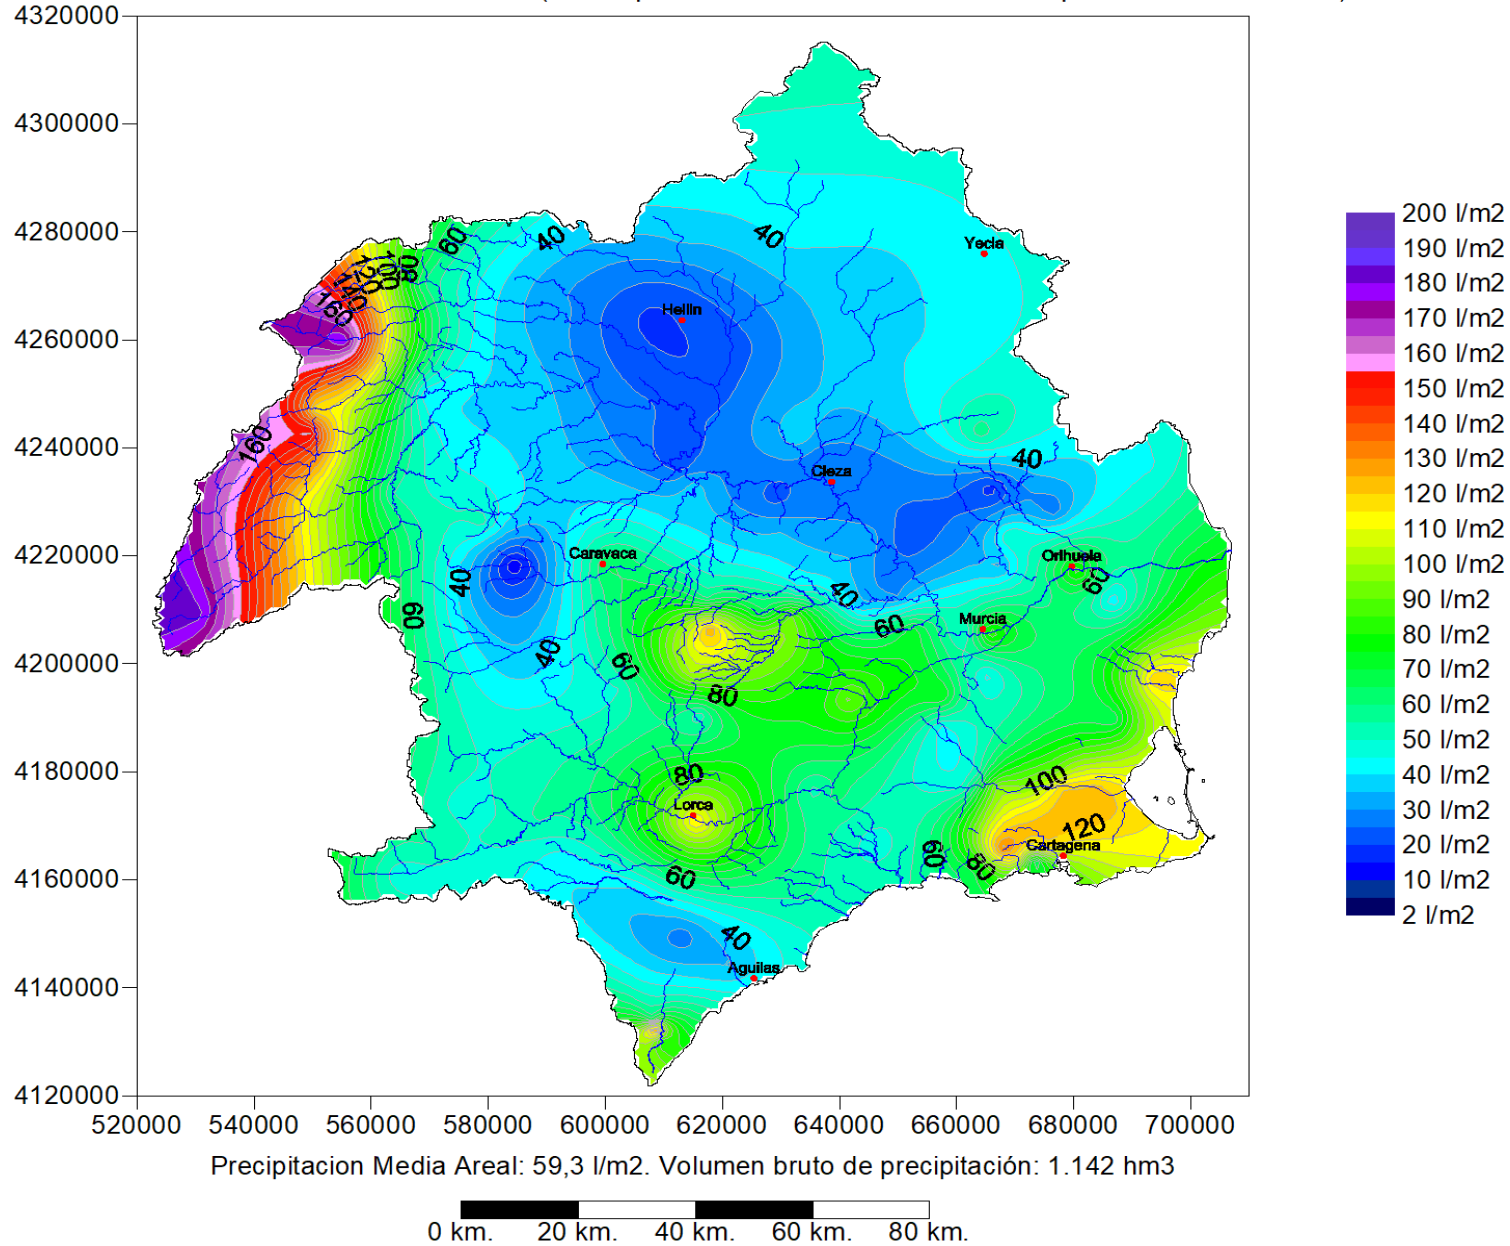 4320000
4300000
4280000
4260000
4240000
4220000
4200000
4180000
4160000
4140000
4120000
520000 540000 560000 580000 600000 620000 640000 660000 680000 700000
60
40
40
Yecla
80
100
120
140
160
Hellin
160
Cieza
40
Caravaca
Orihuela
40
60
40
60
60
Murcia
40
60
80
80
Lorca
100
120
Cartagena
60
80
60
40
Aguilas
200 l/m2
190 l/m2
180 l/m2
170 l/m2
160 l/m2
150 l/m2
140 l/m2
130 l/m2
120 l/m2
110 l/m2
100 l/m2
90 l/m2
80 l/m2
70 l/m2
60 l/m2
50 l/m2
40 l/m2
30 l/m2
20 l/m2
10 l/m2
2 l/m2
Precipitacion Media Areal: 59,3 l/m2. Volumen bruto de precipitación: 1.142 hm3
0 km. 20 km. 40 km. 60 km. 80 km.